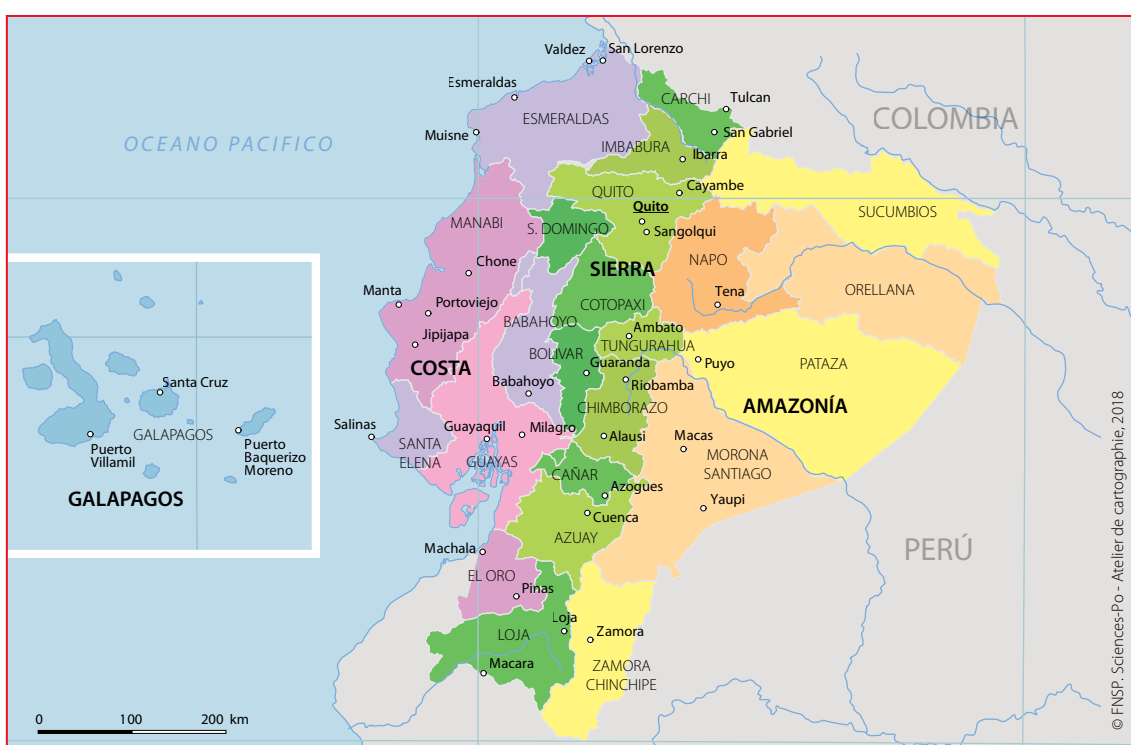 Valdez
San Lorenzo
Esmeraldas
CARCHI
Tulcan
ESMERALDAS
COLOMBIA
OCEANO PACIFICO
Muisne
San Gabriel
IMBABURA
Ibarra
QUITO
Cayambe
Quito
SUCUMBIOS
MANABI
S. DOMINGO
Sangolqui
Chone
SIERRA
NAPO
Manta
Portoviejo
COTOPAXI
Tena
ORELLANA
BABAHOYO
Jipijapa
Ambato
TUNGURAHUA
BOLIVAR
Guaranda
Puyo
PATAZA
COSTA
Babahoyo
Riobamba
Santa Cruz
CHIMBORAZO
AMAZONÍA
Salinas
Guayaquil
Milagro
Alausi
Macas
GALAPAGOS
Puerto
Villamil
Puerto
Baquerizo
Moreno
SANTA
ELENA
GUAYAS
MORONA
SANTIAGO
CAÑAR
GALAPAGOS
Azogues
Yaupi
Cuenca
AZUAY
Machala
PERÚ
EL ORO
Pinas
Loja
LOJA
Zamora
Macara
ZAMORA
CHINCHIPE
0 100 200 km
© FNSP. Sciences-Po - Atelier de cartographie, 2018